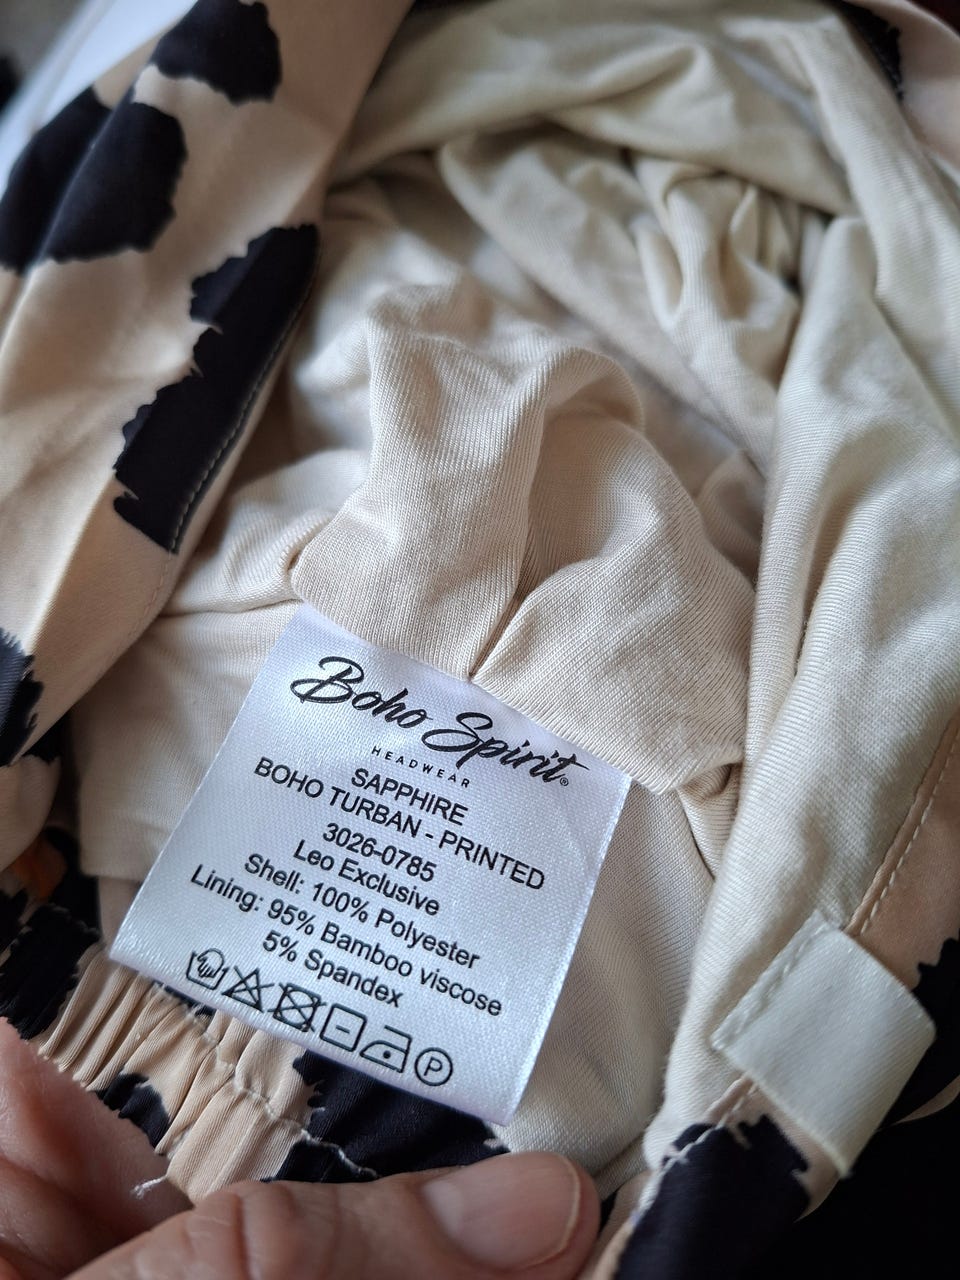 Boho Spirit®
HEADWEAR
SAPPHIRE
BOHO TURBAN - PRINTED
3026-0785
Leo Exclusive
Shell: 100% Polyester
Lining: 95% Bamboo viscose
5% Spandex
P